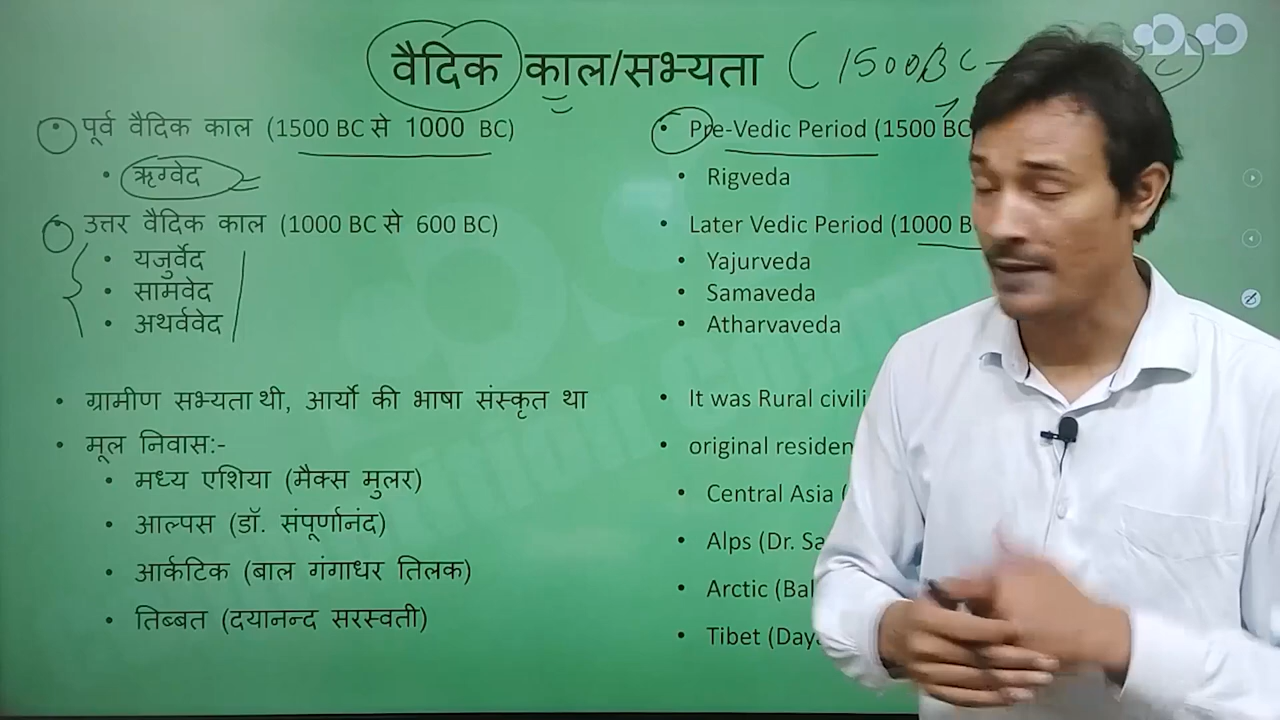 वैदिक काल/सभ्यता (1500BC –
• पूर्व वैदिक काल (1500 BC से 1000 BC)
• ऋग्वेद
• उत्तर वैदिक काल (1000 BC से 600 BC)
• यजुर्वेद
• सामवेद
• अथर्ववेद
• ग्रामीण सभ्यता थी, आर्यो की भाषा संस्कृत था
• मूल निवास:-
• मध्य एशिया (मैक्स मुलर)
• आल्पस (डॉ. संपूर्णानंद)
• आर्कटिक (बाल गंगाधर तिलक)
• तिब्बत (दयानन्द सरस्वती)
• Pre-Vedic Period (1500 BC
• Rigveda
• Later Vedic Period (1000 B
• Yajurveda
• Samaveda
• Atharvaveda
• It was Rural civili
• original residen
• Central Asia (
• Alps (Dr. Sa
• Arctic (Bal
• Tibet (Daya